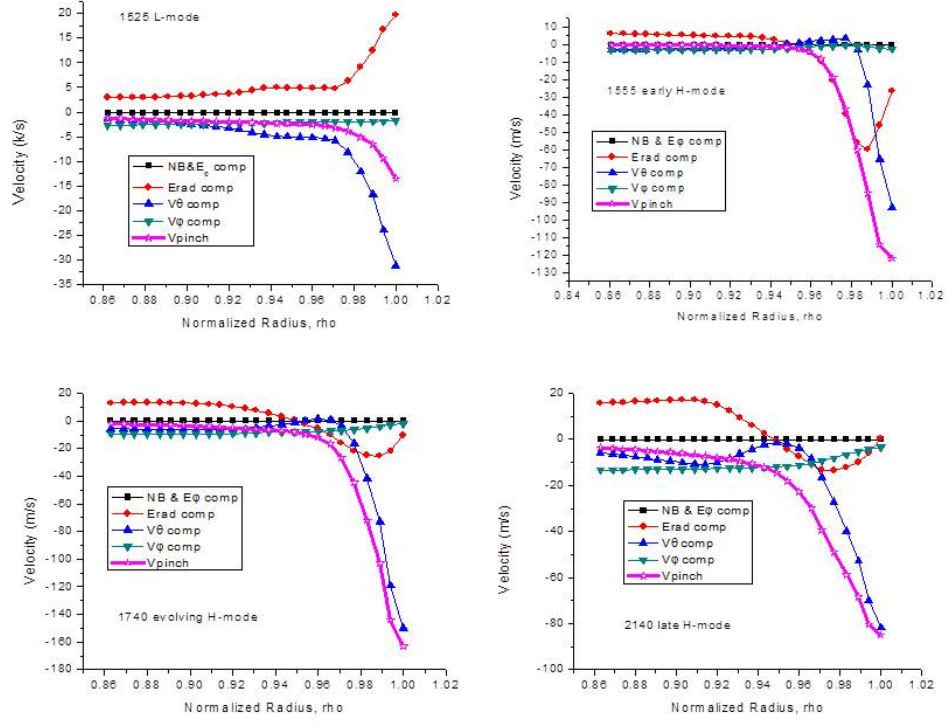 1525 L-mode
Velocity (k/s)
20
15
10
5
0
-5
-10
-15
-20
-25
-30
-35
NB&Eφ comp
Erad comp
Vθ comp
Vφ comp
Vpinch
0.86 0.88 0.90 0.92 0.94 0.96 0.98 1.00 1.02
Normalized Radius, rho
1555 early H-mode
Velocity (m/s)
10
0
-10
-20
-30
-40
-50
-60
-70
-80
-90
-100
-110
-120
-130
NB & Eφ comp
Erad comp
Vθ comp
Vφ comp
Vpinch
0.84 0.86 0.88 0.90 0.92 0.94 0.96 0.98 1.00 1.02
Normalized Radius, rho
Velocity (m/s)
20
0
-20
-40
-60
-80
-100
-120
-140
-160
-180
NB & Eφ comp
Erad comp
Vθ comp
Vφ comp
Vpinch
1740 evolving H-mode
0.86 0.88 0.90 0.92 0.94 0.96 0.98 1.00 1.02
Normalized Radius, rho
Velocity (m/s)
20
0
-20
-40
-60
-80
-100
NB & Eφ comp
Erad comp
Vθ comp
Vφ comp
Vpinch
2140 late H-mode
0.86 0.88 0.90 0.92 0.94 0.96 0.98 1.00 1.02
Normalized Radius, rho